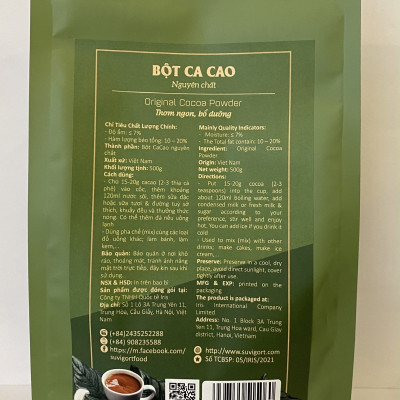 BỘT CA CAO
Nguyên chất
Original Cocoa Powder
Thơm ngon, bổ dưỡng
Chỉ Tiêu Chất Lượng Chính:
- Độ ẩm: ≤ 7%
- Hàm lượng béo tổng: 10 – 20%
Thành phần: Bột CaCao nguyên
chất
Xuất xứ: Việt Nam
Khối lượng tịnh: 500g
Cách dùng:
- Cho 15-20g cacao (2-3 thìa cà
phê) vào cốc, thêm khoảng
120ml nước sôi, thêm sữa đặc
hoặc sữa tươi & đường tuỳ sở
thích, khuấy đều và thưởng thức
nóng. Có thể thêm đá nếu uống
lạnh.
- Dùng pha chế (mix) cùng các loại
đồ uống khác; làm bánh, làm
kem,...
Bảo quản: Bảo quản ở nơi khô
ráo, thoáng mát, tránh ánh nắng
mặt trời trực tiếp, đậy kín sau khi
sử dụng
NSX & HSD: In trên bao bì
Sản phẩm được đóng gói tại:
Công ty TNHH Quốc tế Iris
Địa chỉ: Số 1 Lô 3A Trung Yên 11,
Trung Hòa, Cầu Giấy, Hà Nội, Việt
Nam
Mainly Quality Indicators:
- Moisture: ≤ 7%
- The Total fat contain: 10 – 20%
Ingredient: Original Cocoa
Powder
Origin: Viet Nam
Net weight: 500g
Directions:
- Put 15-20g cocoa (2-3
teaspoons) into the cup, add
about 120ml boiling water, add
condensed milk or fresh milk &
sugar according to your
preference, stir well and enjoy
hot. You can add ice if you drink it
cold
- Used to mix (mix) with other
drinks; make cakes, make ice
cream,...
Preserve: Preserve in a cool, dry
place, avoid direct sunlight, cover
tightly after use.
MFG & EXP: printed on the
packaging
The product is packaged at:
Iris International Company
Limited
Address: No. 1 Block 3A Trung
Yen 11, Trung Hoa ward, Cau Giay
district, Hanoi, Vietnam
(+84)2435252288
(+84) 908235588
https://m.facebook.com/
suvigortfood
https://www.suvigort.com
Số TCBSP: 05/IRIS/2021